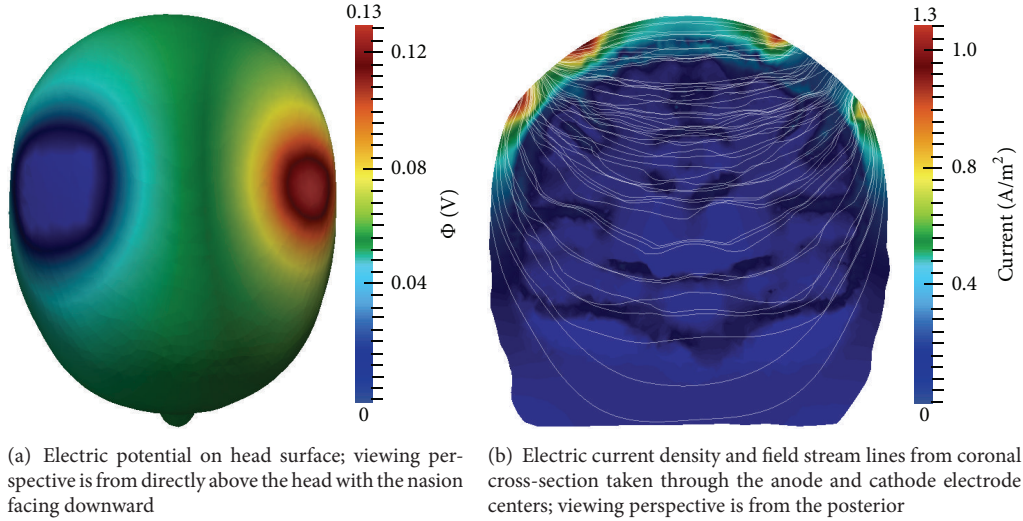 0.13
0.12
0.08
0.04
0
Φ (V)
1.3
1.0
0.8
0.4
0
Current (A/m²)
(a) Electric potential on head surface; viewing per-
spective is from directly above the head with the nasion
facing downward
(b) Electric current density and field stream lines from coronal
cross-section taken through the anode and cathode electrode
centers; viewing perspective is from the posterior